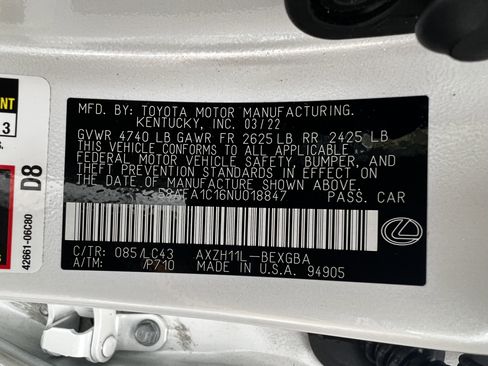 ENT
3
S.
D8
42661-06C80
MFD. BY: TOYOTA MOTOR MANUFACTURING.
KENTUCKY, INC. 03/22
GVWR 4740 LB GAWR FR 2625 LB RR 2425 LB
THIS VEHICLE CONFORMS TO ALL APPLICABLE
FEDERAL MOTOR VEHICLE SAFETY, BUMPER, AND
THEFT PREVENTION STANDARDS IN EFFECT ON
THE DATE OF MANUFACTURE SHOWN ABOVE.
58AEA1C16NU018847 PASS. CAR
C/TR: 085/LC43 AXZH11L-BEXGBA
A/TM: /P710 MADE IN U.S.A. 94905